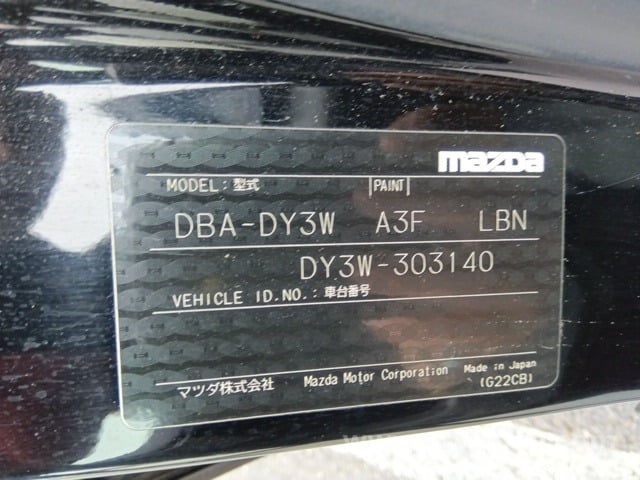 mazda
MODEL: 型式 PAINT
DBA-DY3W A3F LBN
DY3W-303140
VEHICLE ID.NO.: 車台番号
マツダ株式会社 Mazda Motor Corporation Made in Japan
(G22CB)